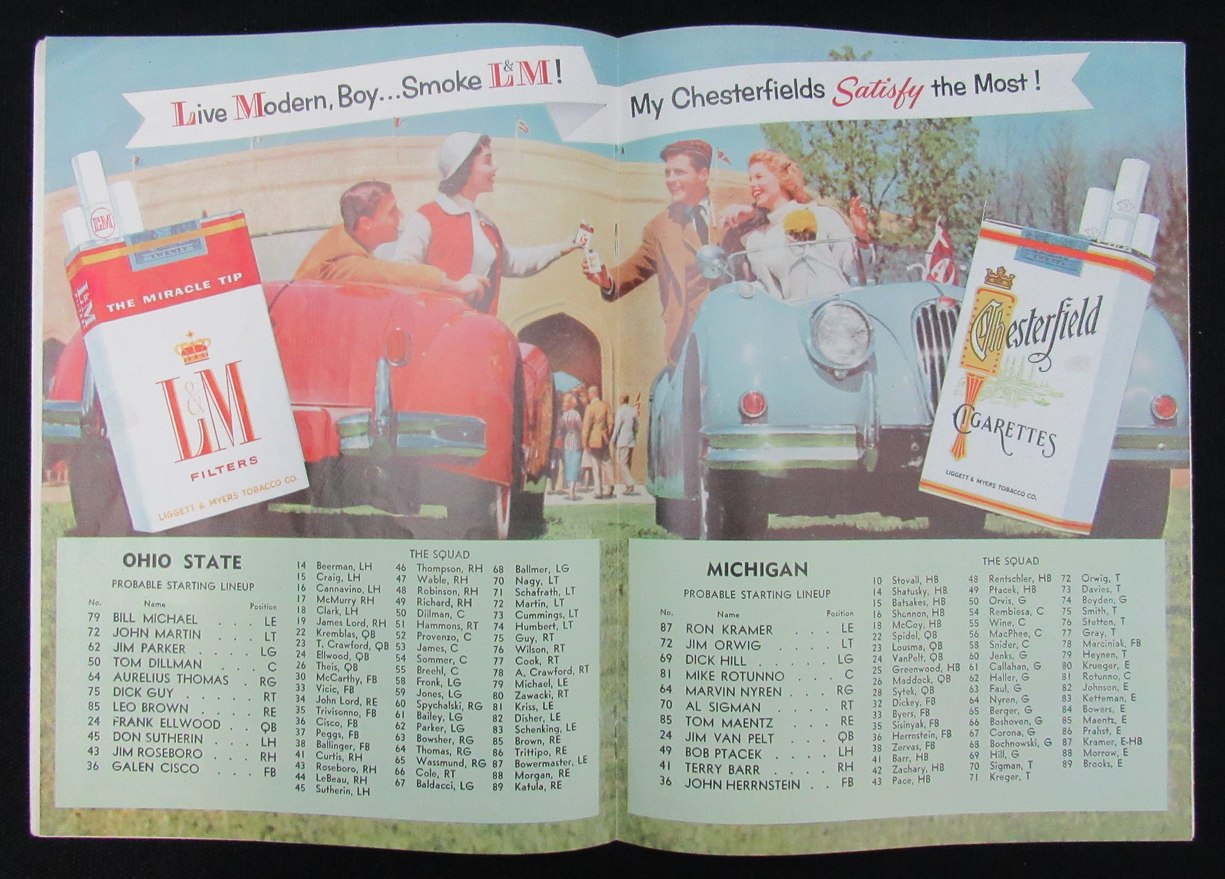 Live Modern, Boy...Smoke L&M!
My Chesterfields Satisfy the Most!
L&M
L&M
THE MIRACLE TIP
L&M
FILTERS
LIGGETT & MYERS TOBACCO CO.
Chesterfield
CIGARETTES
LIGGETT & MYERS TOBACCO CO.
OHIO STATE
PROBABLE STARTING LINEUP
No. Name Position
79 BILL MICHAEL . . . LE
72 JOHN MARTIN . . . . LT
62 JIM PARKER . . . . LG
50 TOM DILLMAN . . . . C
64 AURELIUS THOMAS . . RG
75 DICK GUY . . . . . RT
85 LEO BROWN . . . . RE
24 FRANK ELLWOOD . . . QB
45 DON SUTHERIN . . . . LH
43 JIM ROSEBORO . . . . RH
36 GALEN CISCO . . . . FB
THE SQUAD
14 Beerman, LH
15 Craig, LH
16 Cannavino, LH
17 McMurry RH
18 Clark, LH
19 James Lord, RH
22 Kremblas, QB
23 T. Crawford, QB
24 Ellwood, QB
26 Theis, QB
30 McCarthy, FB
33 Vicic, FB
34 John Lord, RE
35 Trivisonno, FB
36 Cisco, FB
37 Peggs, FB
38 Ballinger, FB
41 Curtis, RH
43 Roseboro, RH
44 LeBeau, RH
45 Sutherin, LH
46 Thompson, RH
47 Wable, RH
48 Robinson, RH
49 Richard, RH
50 Dillman, C
51 Hammons, RT
52 Provenzo, C
53 James, C
54 Sommer, C
55 Breehl, C
58 Fronk, LG
59 Jones, LG
60 Spychalski, RG
61 Bailey, LG
62 Parker, LG
63 Bowsher, RG
64 Thomas, RG
65 Wassmund, RG
66 Cole, RT
67 Baldacci, LG
68 Ballmer, LG
70 Nagy, LT
71 Schafrath, LT
72 Martin, LT
73 Cummings, LT
74 Humbert, LT
75 Guy, RT
76 Wilson, RT
77 Cook, RT
78 A. Crawford, RT
79 Michael, LE
80 Zawacki, RT
81 Kriss, LE
82 Disher, LE
83 Schenking, LE
85 Brown, RE
86 Trittipo, RE
87 Bowermaster, LE
88 Morgan, RE
89 Katula, RE
MICHIGAN
PROBABLE STARTING LINEUP
No. Name Position
87 RON KRAMER . . . LE
72 JIM ORWIG . . . . LT
69 DICK HILL . . . . LG
81 MIKE ROTUNNO . . . C
64 MARVIN NYREN . . . . RG
70 AL SIGMAN . . . . RT
85 TOM MAENTZ . . . . RE
24 JIM VAN PELT . . . QB
49 BOB PTACEK . . . . LH
41 TERRY BARR . . . . RH
36 JOHN HERRNSTEIN . . FB
THE SQUAD
10 Stovall, HB
14 Shatusky, HB
15 Batsakes, HB
16 Shannon, HB
18 McCoy, HB
22 Spidel, QB
23 Lousma, QB
24 VanPelt, QB
25 Greenwood, HB
26 Maddock, QB
28 Sytek, QB
32 Dickey, FB
33 Byers, FB
35 Sisinyak, FB
36 Herrnstein, FB
38 Zervas, FB
41 Barr, HB
42 Zachary, HB
43 Pace, HB
48 Rentschler, HB
49 Ptacek, HB
50 Orvis, G
54 Rembiesa, C
55 Wine, C
56 MacPhee, C
58 Snider, C
60 Jenks, G
61 Callahan, G
62 Haller, G
63 Faul, G
64 Nyren, G
65 Berger, G
66 Boshoven, G
67 Corona, G
68 Bochnowski, G
69 Hill, G
70 Sigman, T
71 Kreger, T
72 Orwig, T
73 Davies, T
74 Boyden, G
75 Smith, T
76 Steffen, T
77 Gray, T
78 Marciniak, FB
79 Heynen, T
80 Krueger, E
81 Rotunno, C
82 Johnson, E
83 Ketteman, E
84 Bowers, E
85 Maentz, E
86 Prahst, E
87 Kramer, E-HB
88 Morrow, E
89 Brooks, E